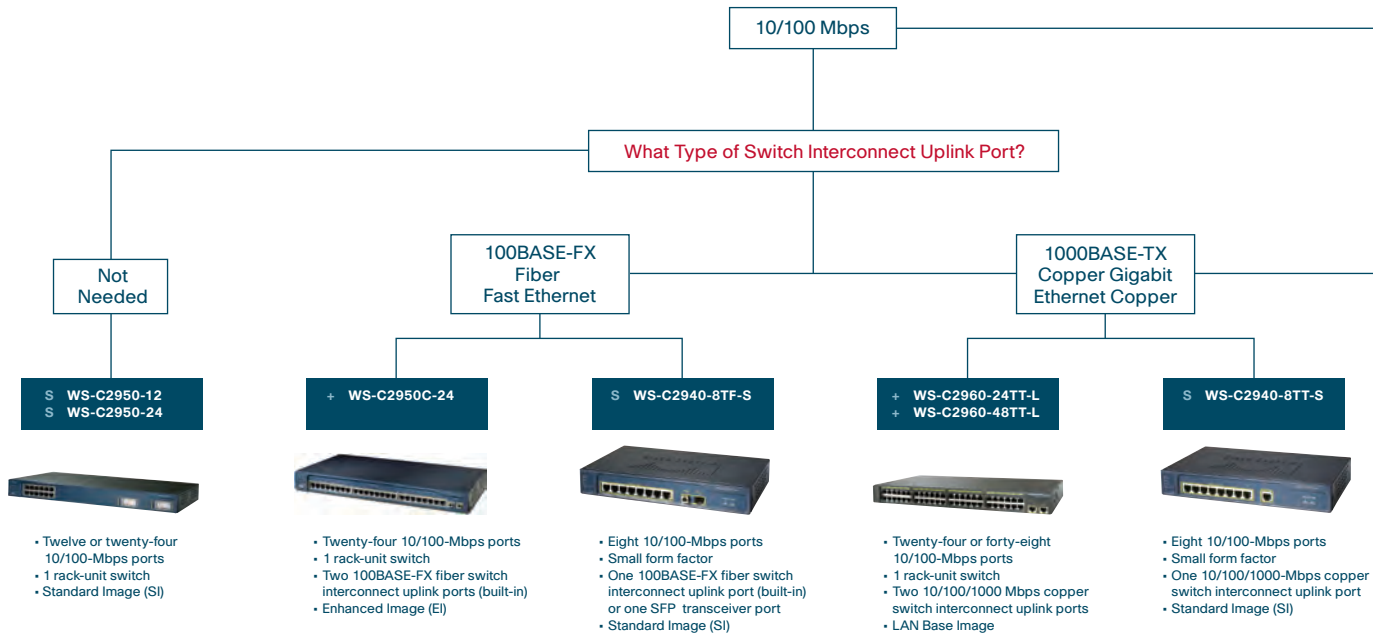 10/100 Mbps
What Type of Switch Interconnect Uplink Port?
Not
Needed
100BASE-FX
Fiber
Fast Ethernet
1000BASE-TX
Copper Gigabit
Ethernet Copper
S WS-C2950-12
S WS-C2950-24
+ WS-C2950C-24
S WS-C2940-8TF-S
+ WS-C2960-24TT-L
+ WS-C2960-48TT-L
S WS-C2940-8TT-S
▪ Twelve or twenty-four
10/100-Mbps ports
▪ 1 rack-unit switch
▪ Standard Image (SI)
▪ Twenty-four 10/100-Mbps ports
▪ 1 rack-unit switch
▪ Two 100BASE-FX fiber switch
interconnect uplink ports (built-in)
▪ Enhanced Image (EI)
▪ Eight 10/100-Mbps ports
▪ Small form factor
▪ One 100BASE-FX fiber switch
interconnect uplink port (built-in)
or one SFP transceiver port
▪ Standard Image (SI)
▪ Twenty-four or forty-eight
10/100-Mbps ports
▪ 1 rack-unit switch
▪ Two 10/100/1000 Mbps copper
switch interconnect uplink ports
▪ LAN Base Image
▪ Eight 10/100-Mbps ports
▪ Small form factor
▪ One 10/100/1000-Mbps copper
switch interconnect uplink port
▪ Standard Image (SI)